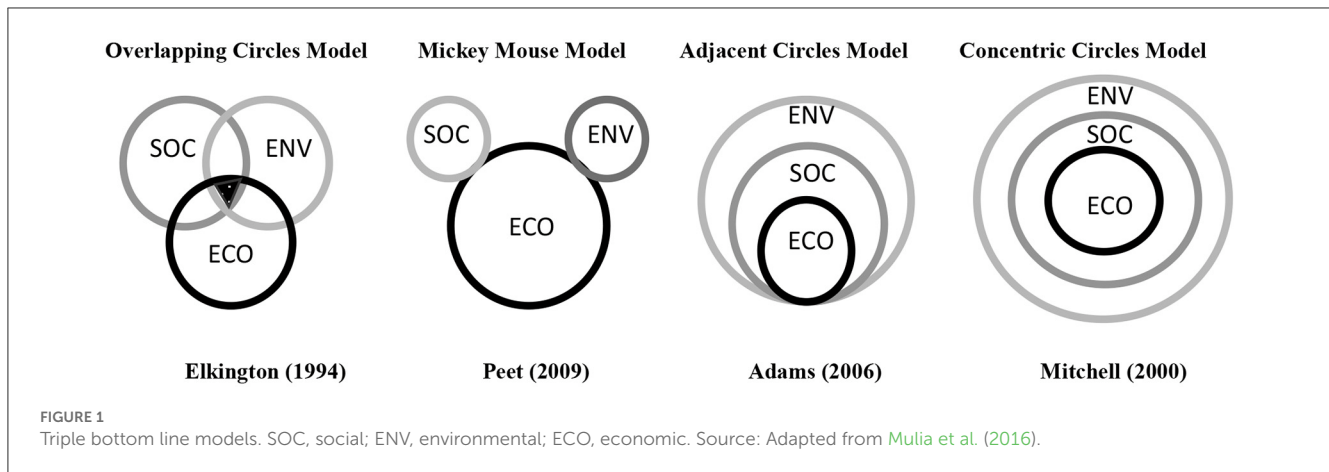 Overlapping Circles Model
Mickey Mouse Model
Adjacent Circles Model
Concentric Circles Model
SOC
ENV
ECO
SOC
ENV
ECO
ENV
SOC
ECO
ENV
SOC
ECO
Elkington (1994)
Peet (2009)
Adams (2006)
Mitchell (2000)
FIGURE 1
Triple bottom line models. SOC, social; ENV, environmental; ECO, economic. Source: Adapted from Mulia et al. (2016).